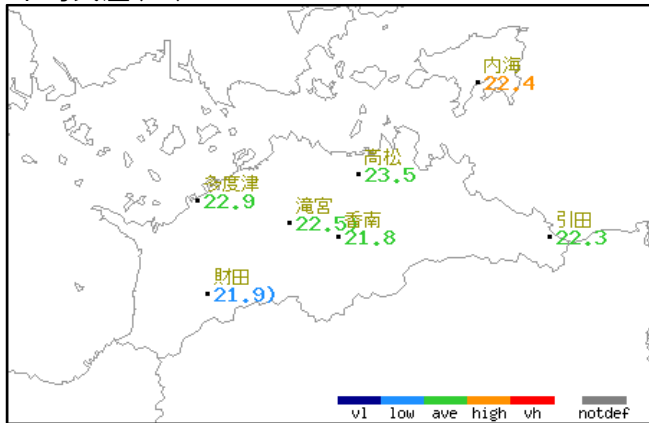 内海
22.4
高松
23.5
多度津
22.9
滝宮
22.5)
香南
21.8
引田
22.3
財田
21.9)
vl low ave high vh notdef